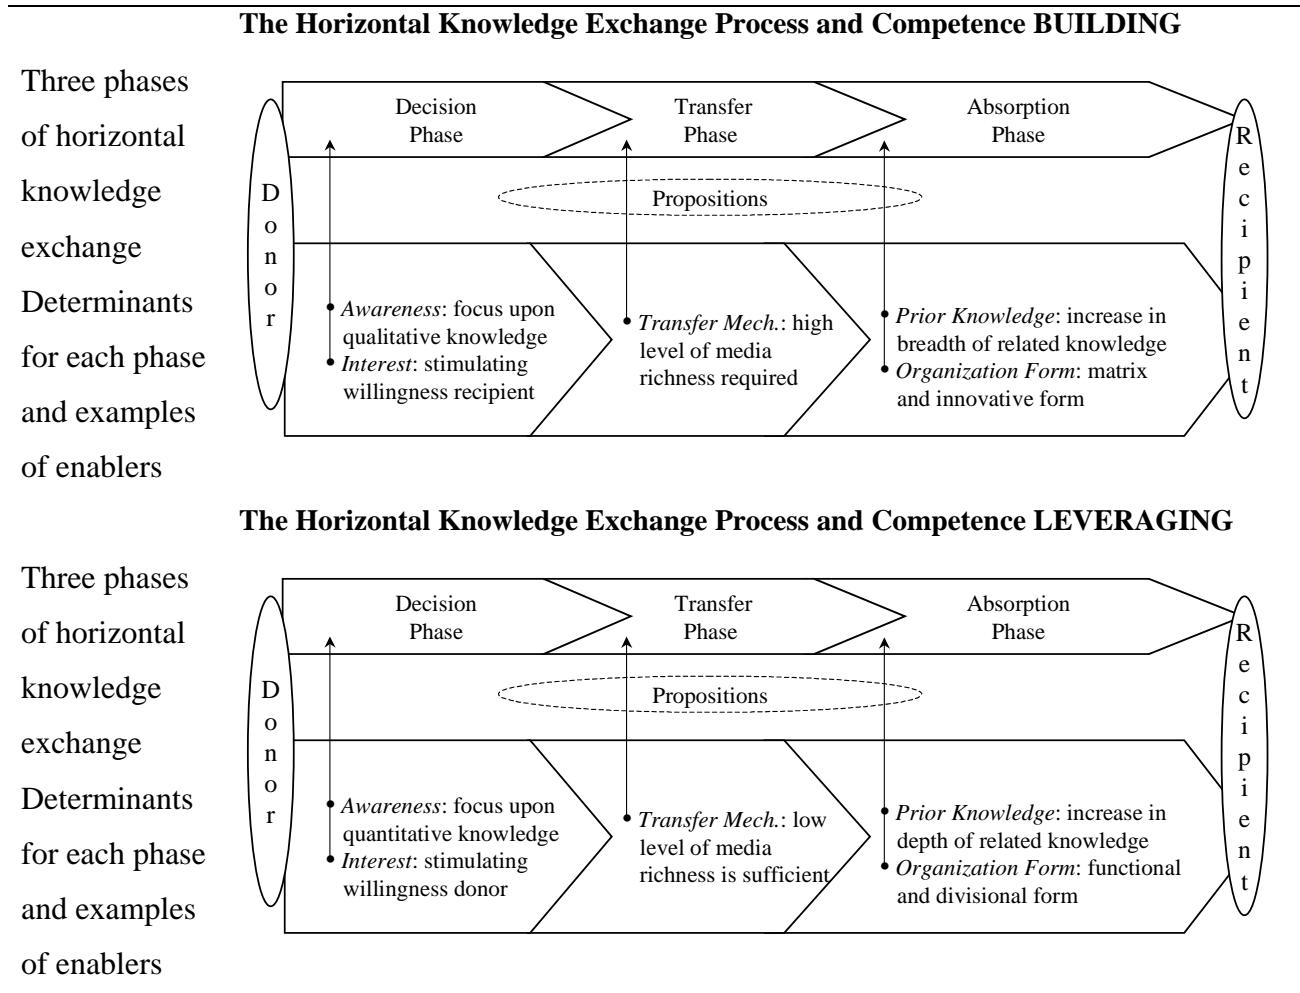 The Horizontal Knowledge Exchange Process and Competence BUILDING
Three phases
of horizontal
knowledge
exchange
Determinants
for each phase
and examples
of enablers
Donor
Decision
Phase
Transfer
Phase
Absorption
Phase
Propositions
Awareness: focus upon
qualitative knowledge
Interest: stimulating
willingness recipient
Transfer Mech.: high
level of media
richness required
Prior Knowledge: increase in
breadth of related knowledge
Organization Form: matrix
and innovative form
Recipient
The Horizontal Knowledge Exchange Process and Competence LEVERAGING
Three phases
of horizontal
knowledge
exchange
Determinants
for each phase
and examples
of enablers
Donor
Decision
Phase
Transfer
Phase
Absorption
Phase
Propositions
Awareness: focus upon
quantitative knowledge
Interest: stimulating
willingness donor
Transfer Mech.: low
level of media
richness is sufficient
Prior Knowledge: increase in
depth of related knowledge
Organization Form: functional
and divisional form
Recipient